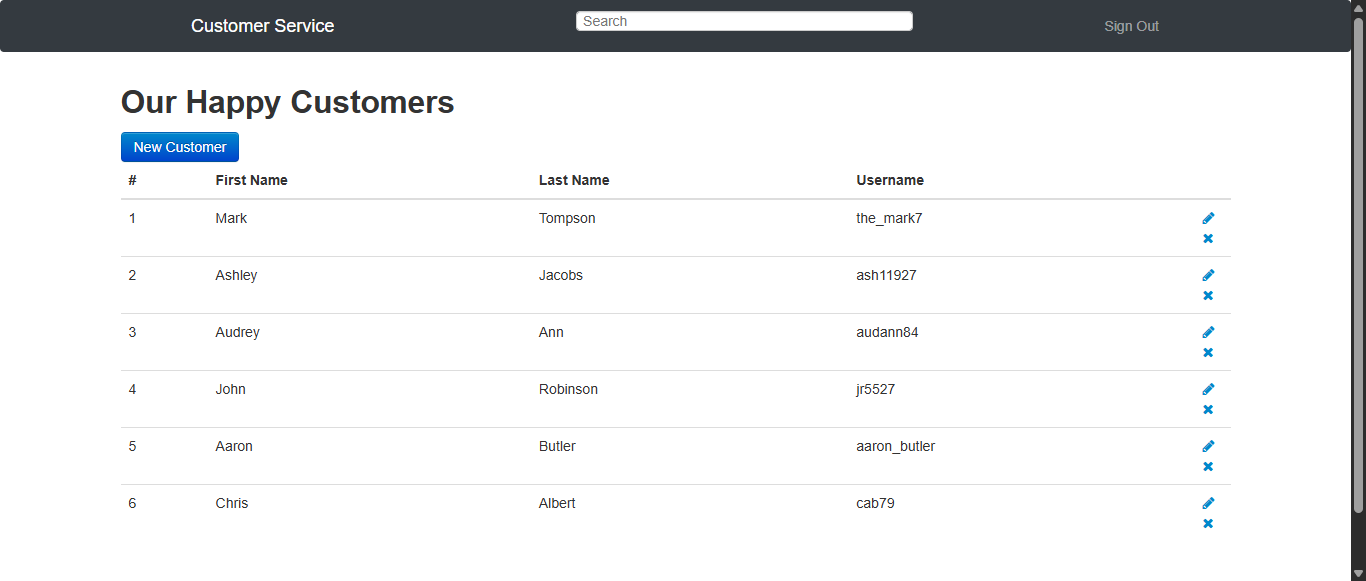 Customer Service Search Sign Out
Our Happy Customers
New Customer
# First Name Last Name Username
1 Mark Tompson the_mark7
2 Ashley Jacobs ash11927
3 Audrey Ann audann84
4 John Robinson jr5527
5 Aaron Butler aaron_butler
6 Chris Albert cab79